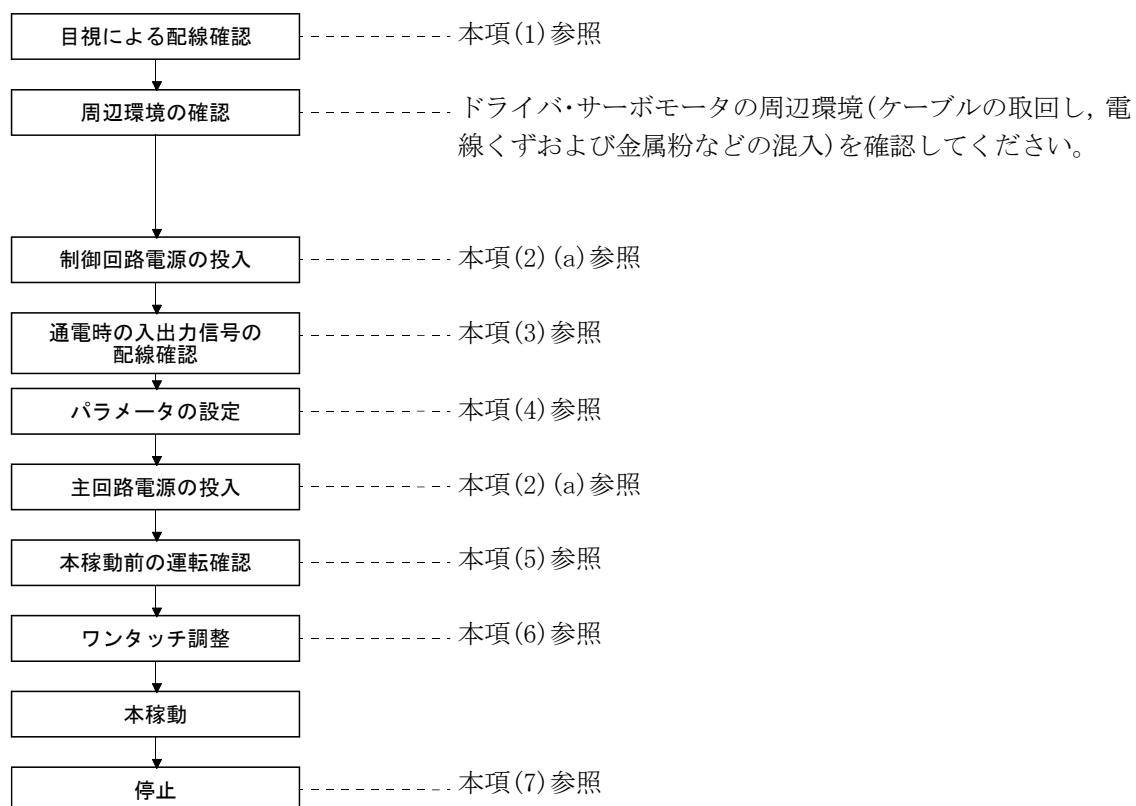 目視による配線確認
本項(1)参照
周辺環境の確認
ドライバ・サーボモータの周辺環境(ケーブルの取回し,電
線くずおよび金属粉などの混入)を確認してください。
制御回路電源の投入
本項(2)(a)参照
通電時の入出力信号の
配線確認
本項(3)参照
パラメータの設定
本項(4)参照
主回路電源の投入
本項(2)(a)参照
本稼動前の運転確認
本項(5)参照
ワンタッチ調整
本項(6)参照
本稼動
停止
本項(7)参照